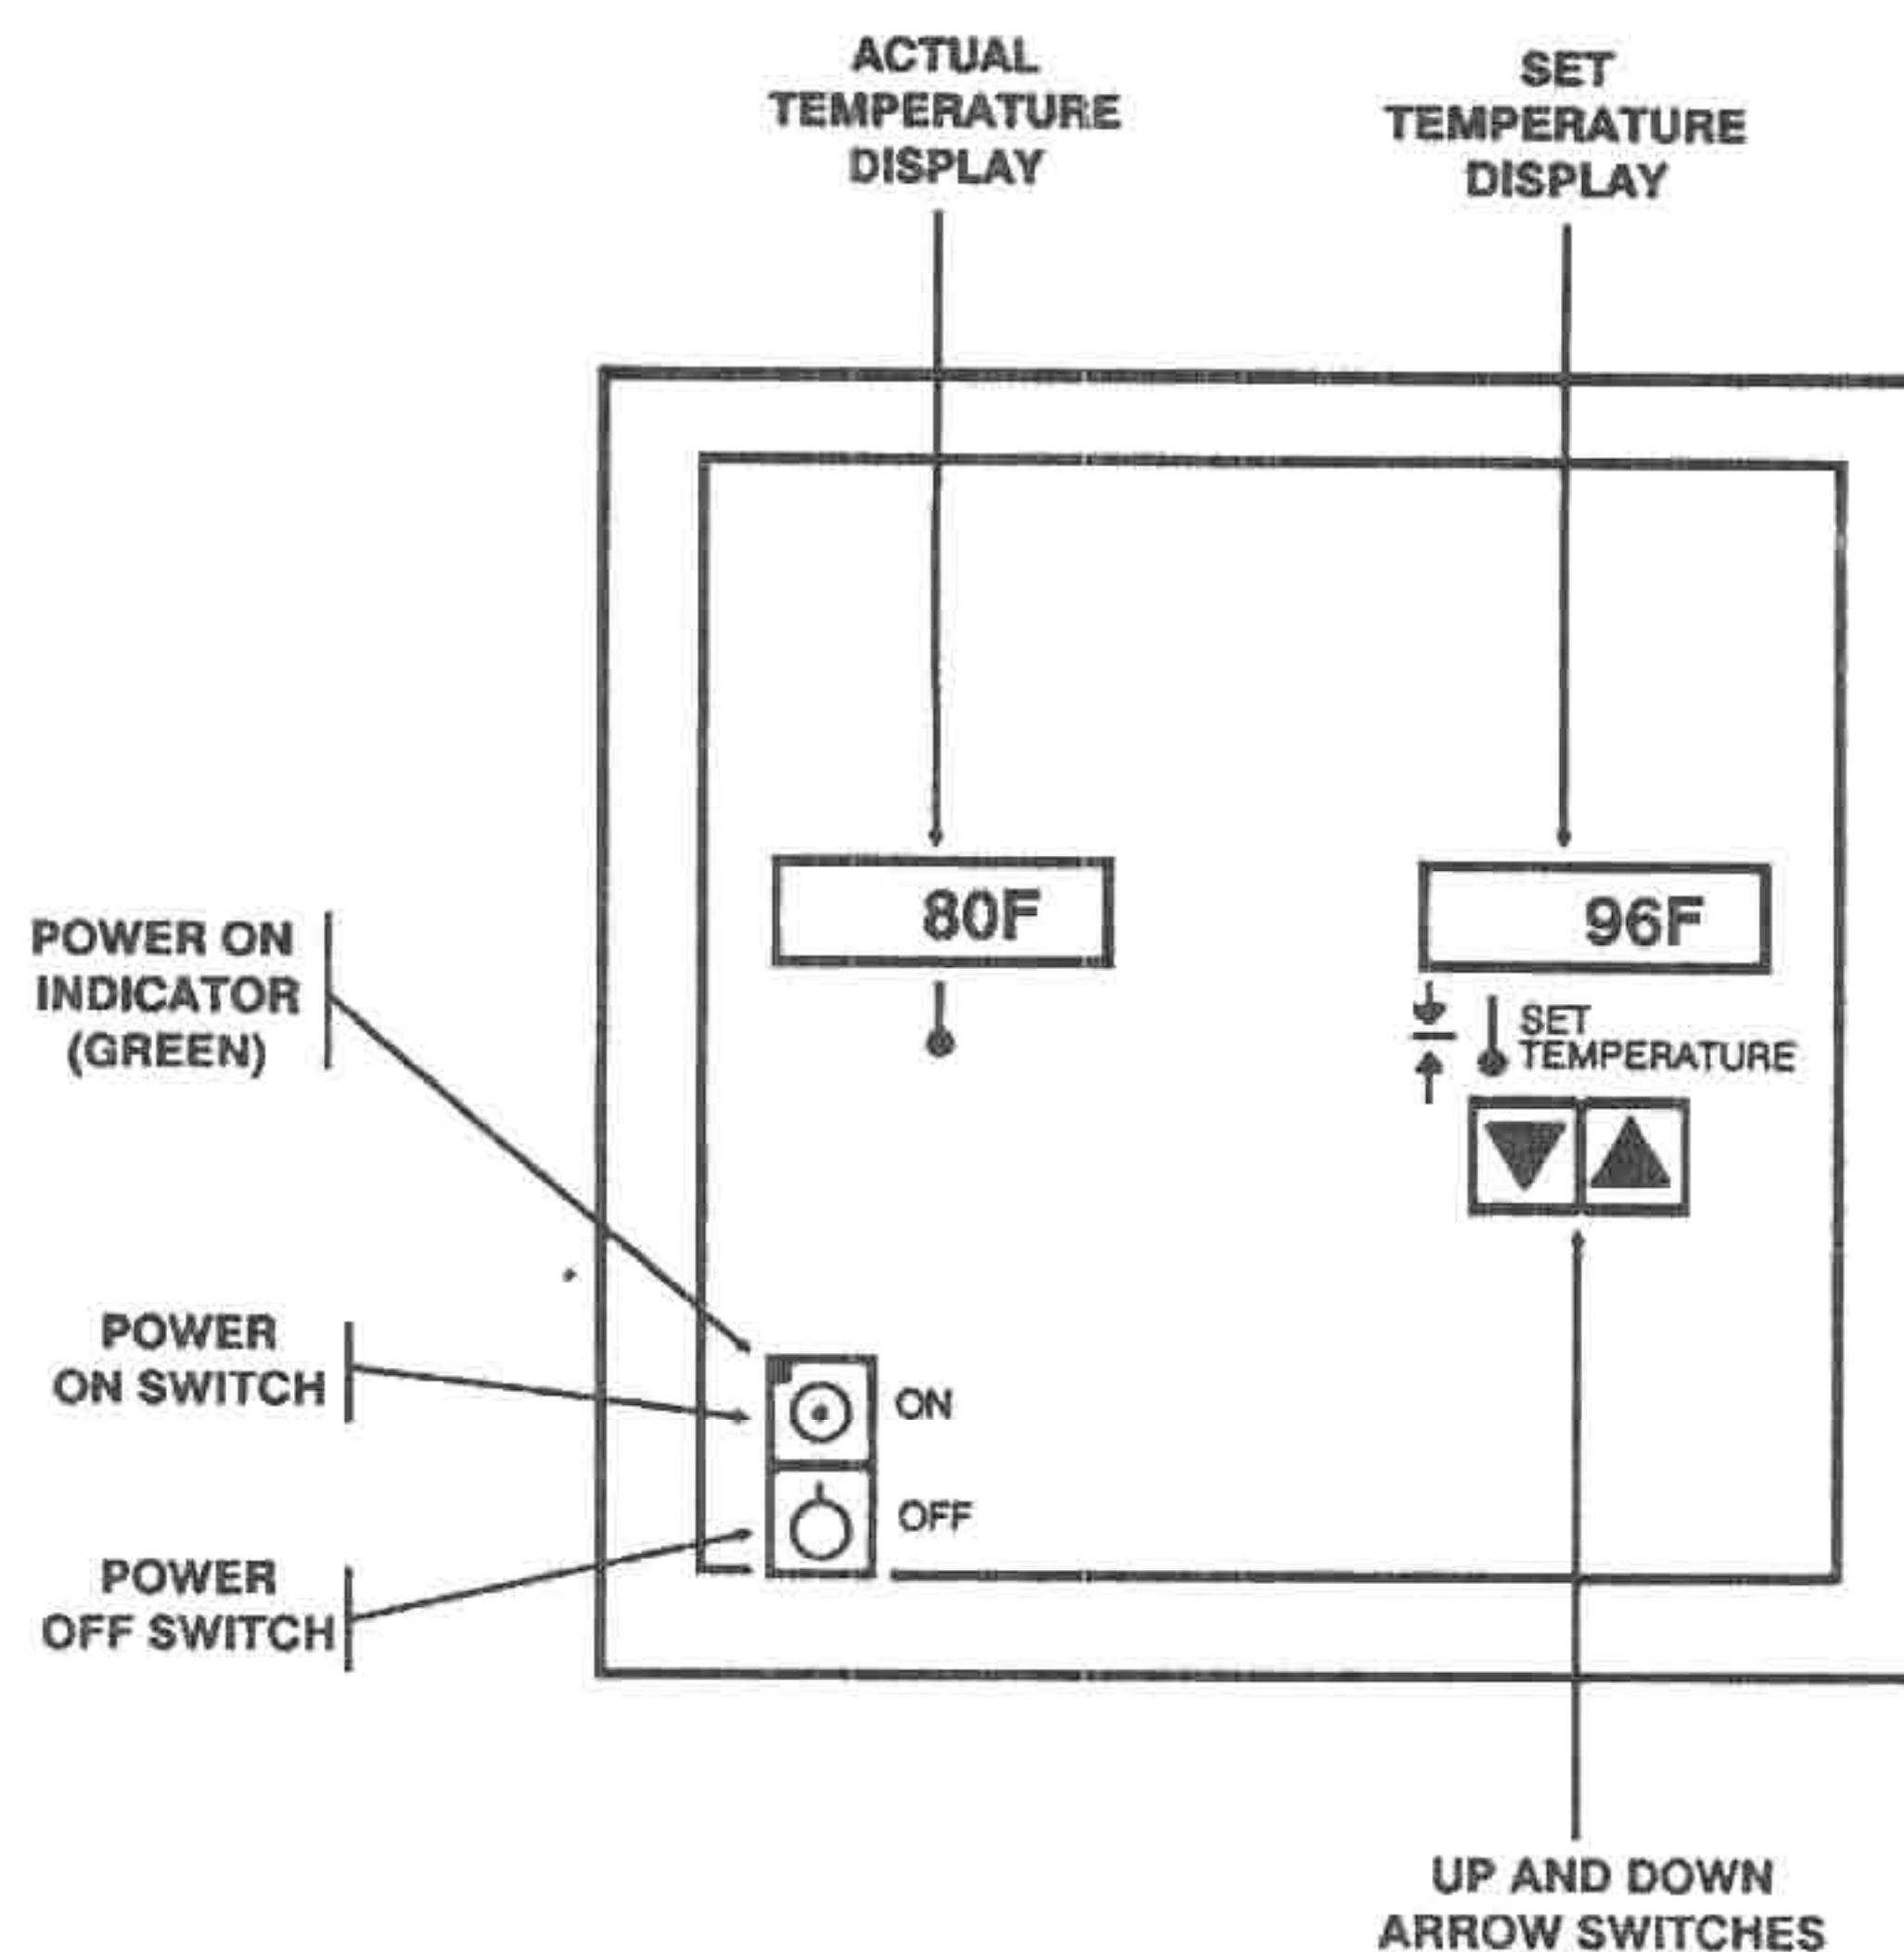 ACTUAL
TEMPERATURE
DISPLAY
SET
TEMPERATURE
DISPLAY
80F
96F
POWER ON
INDICATOR
(GREEN)
SET
TEMPERATURE
POWER
ON SWITCH
ON
OFF
POWER
OFF SWITCH
UP AND DOWN
ARROW SWITCHES